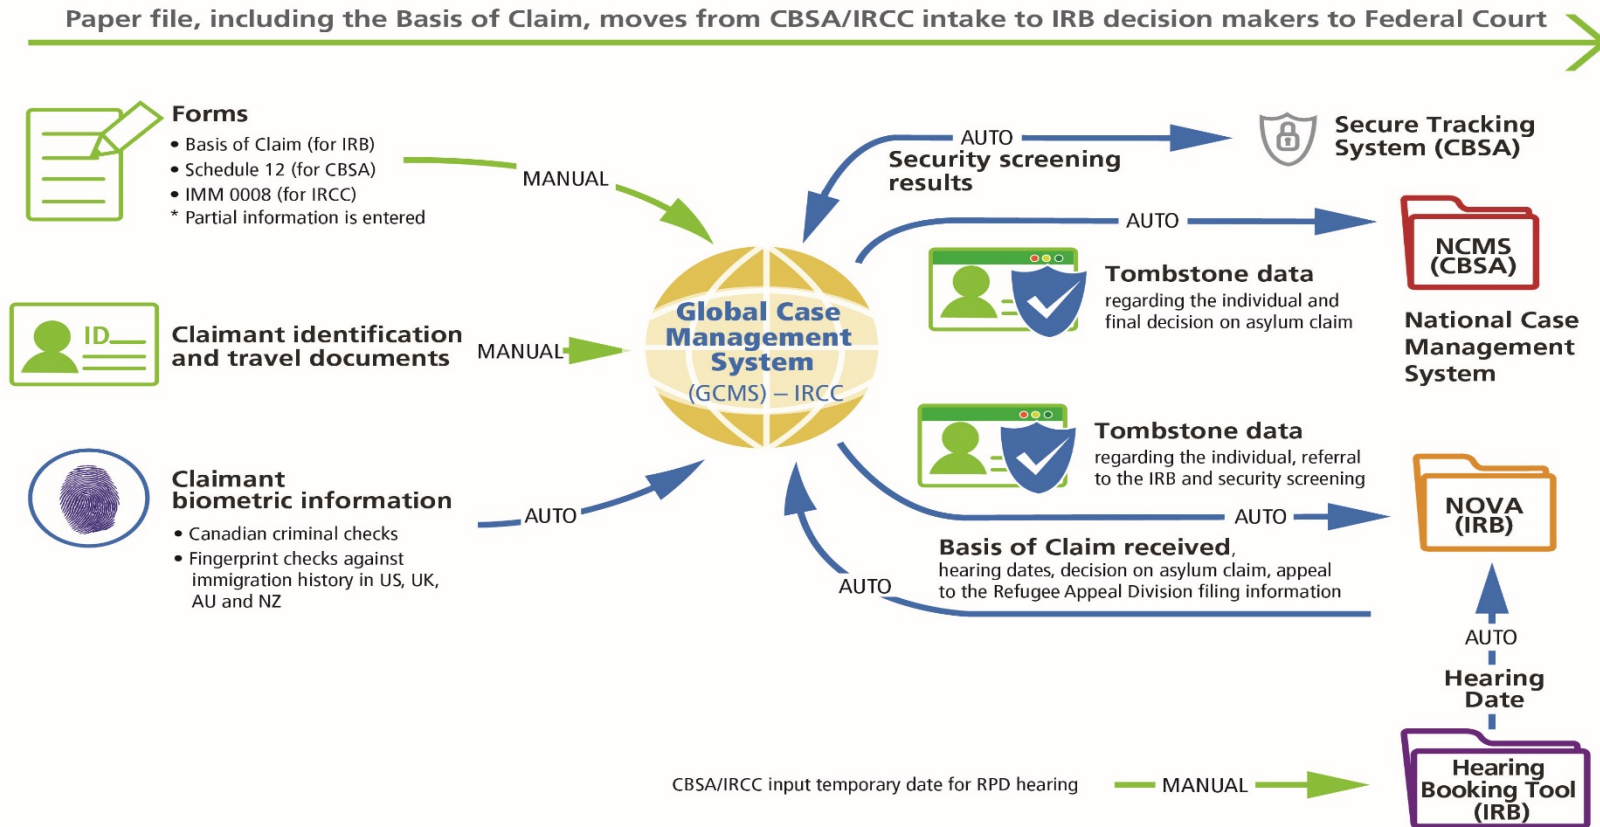 Paper file, including the Basis of Claim, moves from CBSA/IRCC intake to IRB decision makers to Federal Court
Forms
• Basis of Claim (for IRB)
• Schedule 12 (for CBSA)
• IMM 0008 (for IRCC)
* Partial information is entered
MANUAL
ID
Claimant identification
and travel documents
MANUAL
Claimant
biometric information
• Canadian criminal checks
• Fingerprint checks against
immigration history in US, UK,
AU and NZ
AUTO
Global Case
Management
System
(GCMS) – IRCC
AUTO
Security screening
results
Secure Tracking
System (CBSA)
AUTO
NCMS
(CBSA)
National Case
Management
System
Tombstone data
regarding the individual and
final decision on asylum claim
Tombstone data
regarding the individual, referral
to the IRB and security screening
AUTO
NOVA
(IRB)
Basis of Claim received,
hearing dates, decision on asylum claim, appeal
to the Refugee Appeal Division filing information
AUTO
AUTO
Hearing
Date
CBSA/IRCC input temporary date for RPD hearing
MANUAL
Hearing
Booking Tool
(IRB)